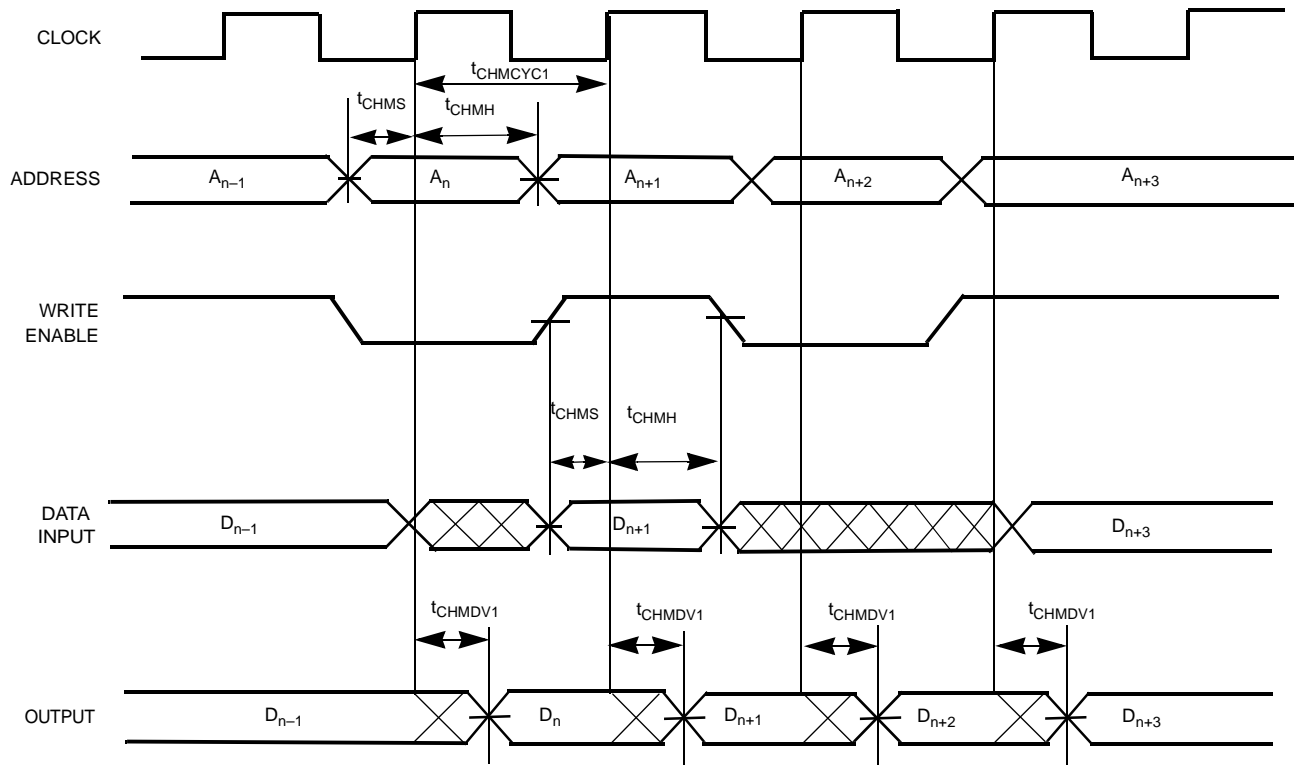 CLOCK
tCHMCYC1
tCHMS
tCHMH
ADDRESS
An–1
An
An+1
An+2
An+3
WRITE
ENABLE
tCHMS
tCHMH
DATA
INPUT
Dn–1
Dn+1
Dn+3
tCHMDV1
tCHMDV1
tCHMDV1
tCHMDV1
OUTPUT
Dn–1
Dn
Dn+1
Dn+2
Dn+3